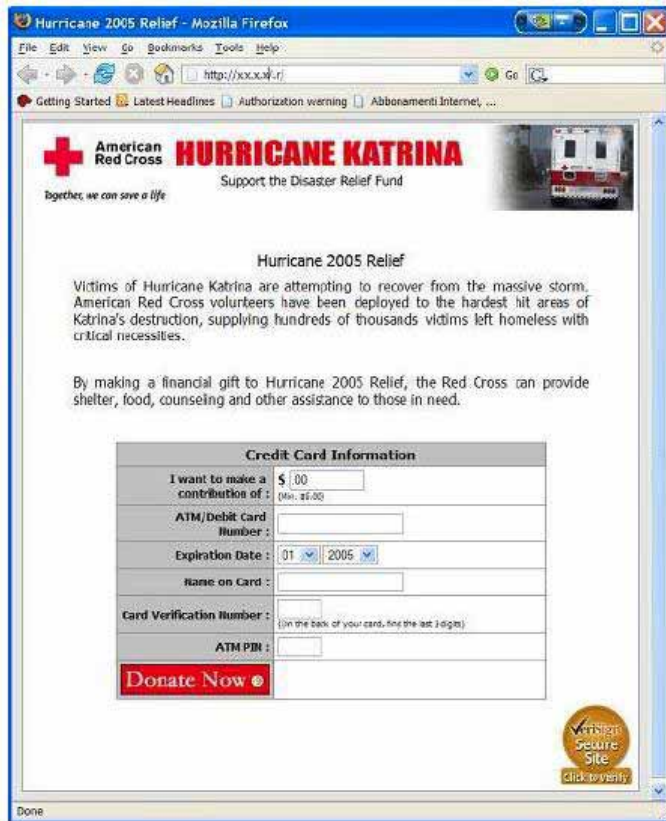 Hurricane 2005 Relief - Mozilla Firefox
File Edit View Go Bookmarks Tools Help
Go
Getting Started Latest Headlines Authorization warning Abbonamenti Internet, ...
American
Red Cross
HURRICANE KATRINA
Together, we can save a life
Support the Disaster Relief Fund
Hurricane 2005 Relief
Victims of Hurricane Katrina are attempting to recover from the massive storm.
American Red Cross volunteers have been deployed to the hardest hit areas of
Katrina's destruction, supplying hundreds of thousands victims left homeless with
critical necessities.
By making a financial gift to Hurricane 2005 Relief, the Red Cross can provide
shelter, food, counseling and other assistance to those in need.
Credit Card Information
I want to make a
contribution of :
$ .00
ATM/Debit Card
Number :
Expiration Date : 01 2005
Name on Card :
Card Verification Number :
(On the back of your card, find the last 3 digits)
ATM PIN :
Donate Now
VeriSign
Secure
Site
Click to Verify
Done